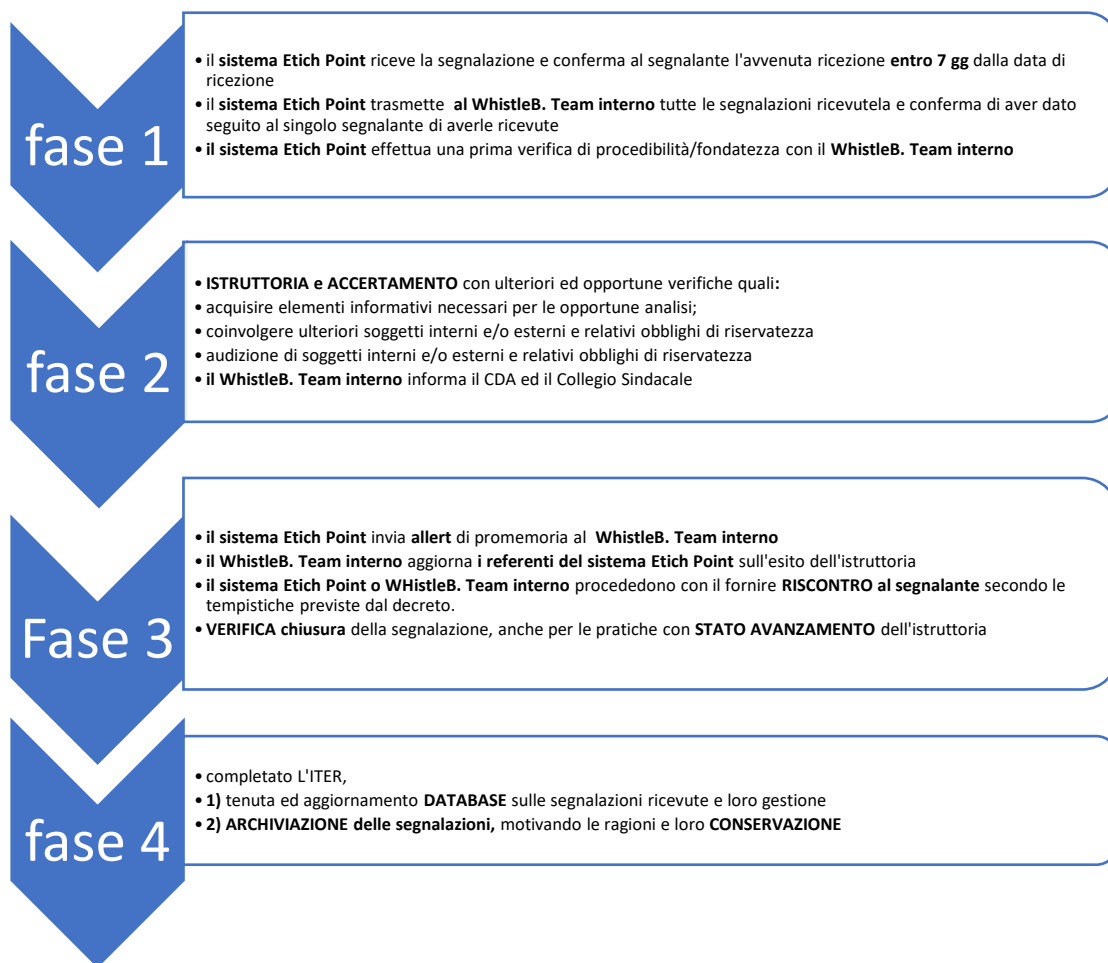 fase 1
• il sistema Etich Point riceve la segnalazione e conferma al segnalante l'avvenuta ricezione entro 7 gg dalla data di
ricezione
• il sistema Etich Point trasmette al WhistleB. Team interno tutte le segnalazioni ricevutela e conferma di aver dato
seguito al singolo segnalante di averle ricevute
• il sistema Etich Point effettua una prima verifica di procedibilità/fondatezza con il WhistleB. Team interno
fase 2
• ISTRUTTORIA e ACCERTAMENTO con ulteriori ed opportune verifiche quali:
• acquisire elementi informativi necessari per le opportune analisi;
• coinvolgere ulteriori soggetti interni e/o esterni e relativi obblighi di riservatezza
• audizione di soggetti interni e/o esterni e relativi obblighi di riservatezza
• il WhistleB. Team interno informa il CDA ed il Collegio Sindacale
Fase 3
• il sistema Etich Point invia allert di promemoria al WhistleB. Team interno
• il WhistleB. Team interno aggiorna i referenti del sistema Etich Point sull'esito dell'istruttoria
• il sistema Etich Point o WHistleB. Team interno procededono con il fornire RISCONTRO al segnalante secondo le
tempistiche previste dal decreto.
• VERIFICA chiusura della segnalazione, anche per le pratiche con STATO AVANZAMENTO dell'istruttoria
fase 4
• completato L'ITER,
• 1) tenuta ed aggiornamento DATABASE sulle segnalazioni ricevute e loro gestione
• 2) ARCHIVIAZIONE delle segnalazioni, motivando le ragioni e loro CONSERVAZIONE